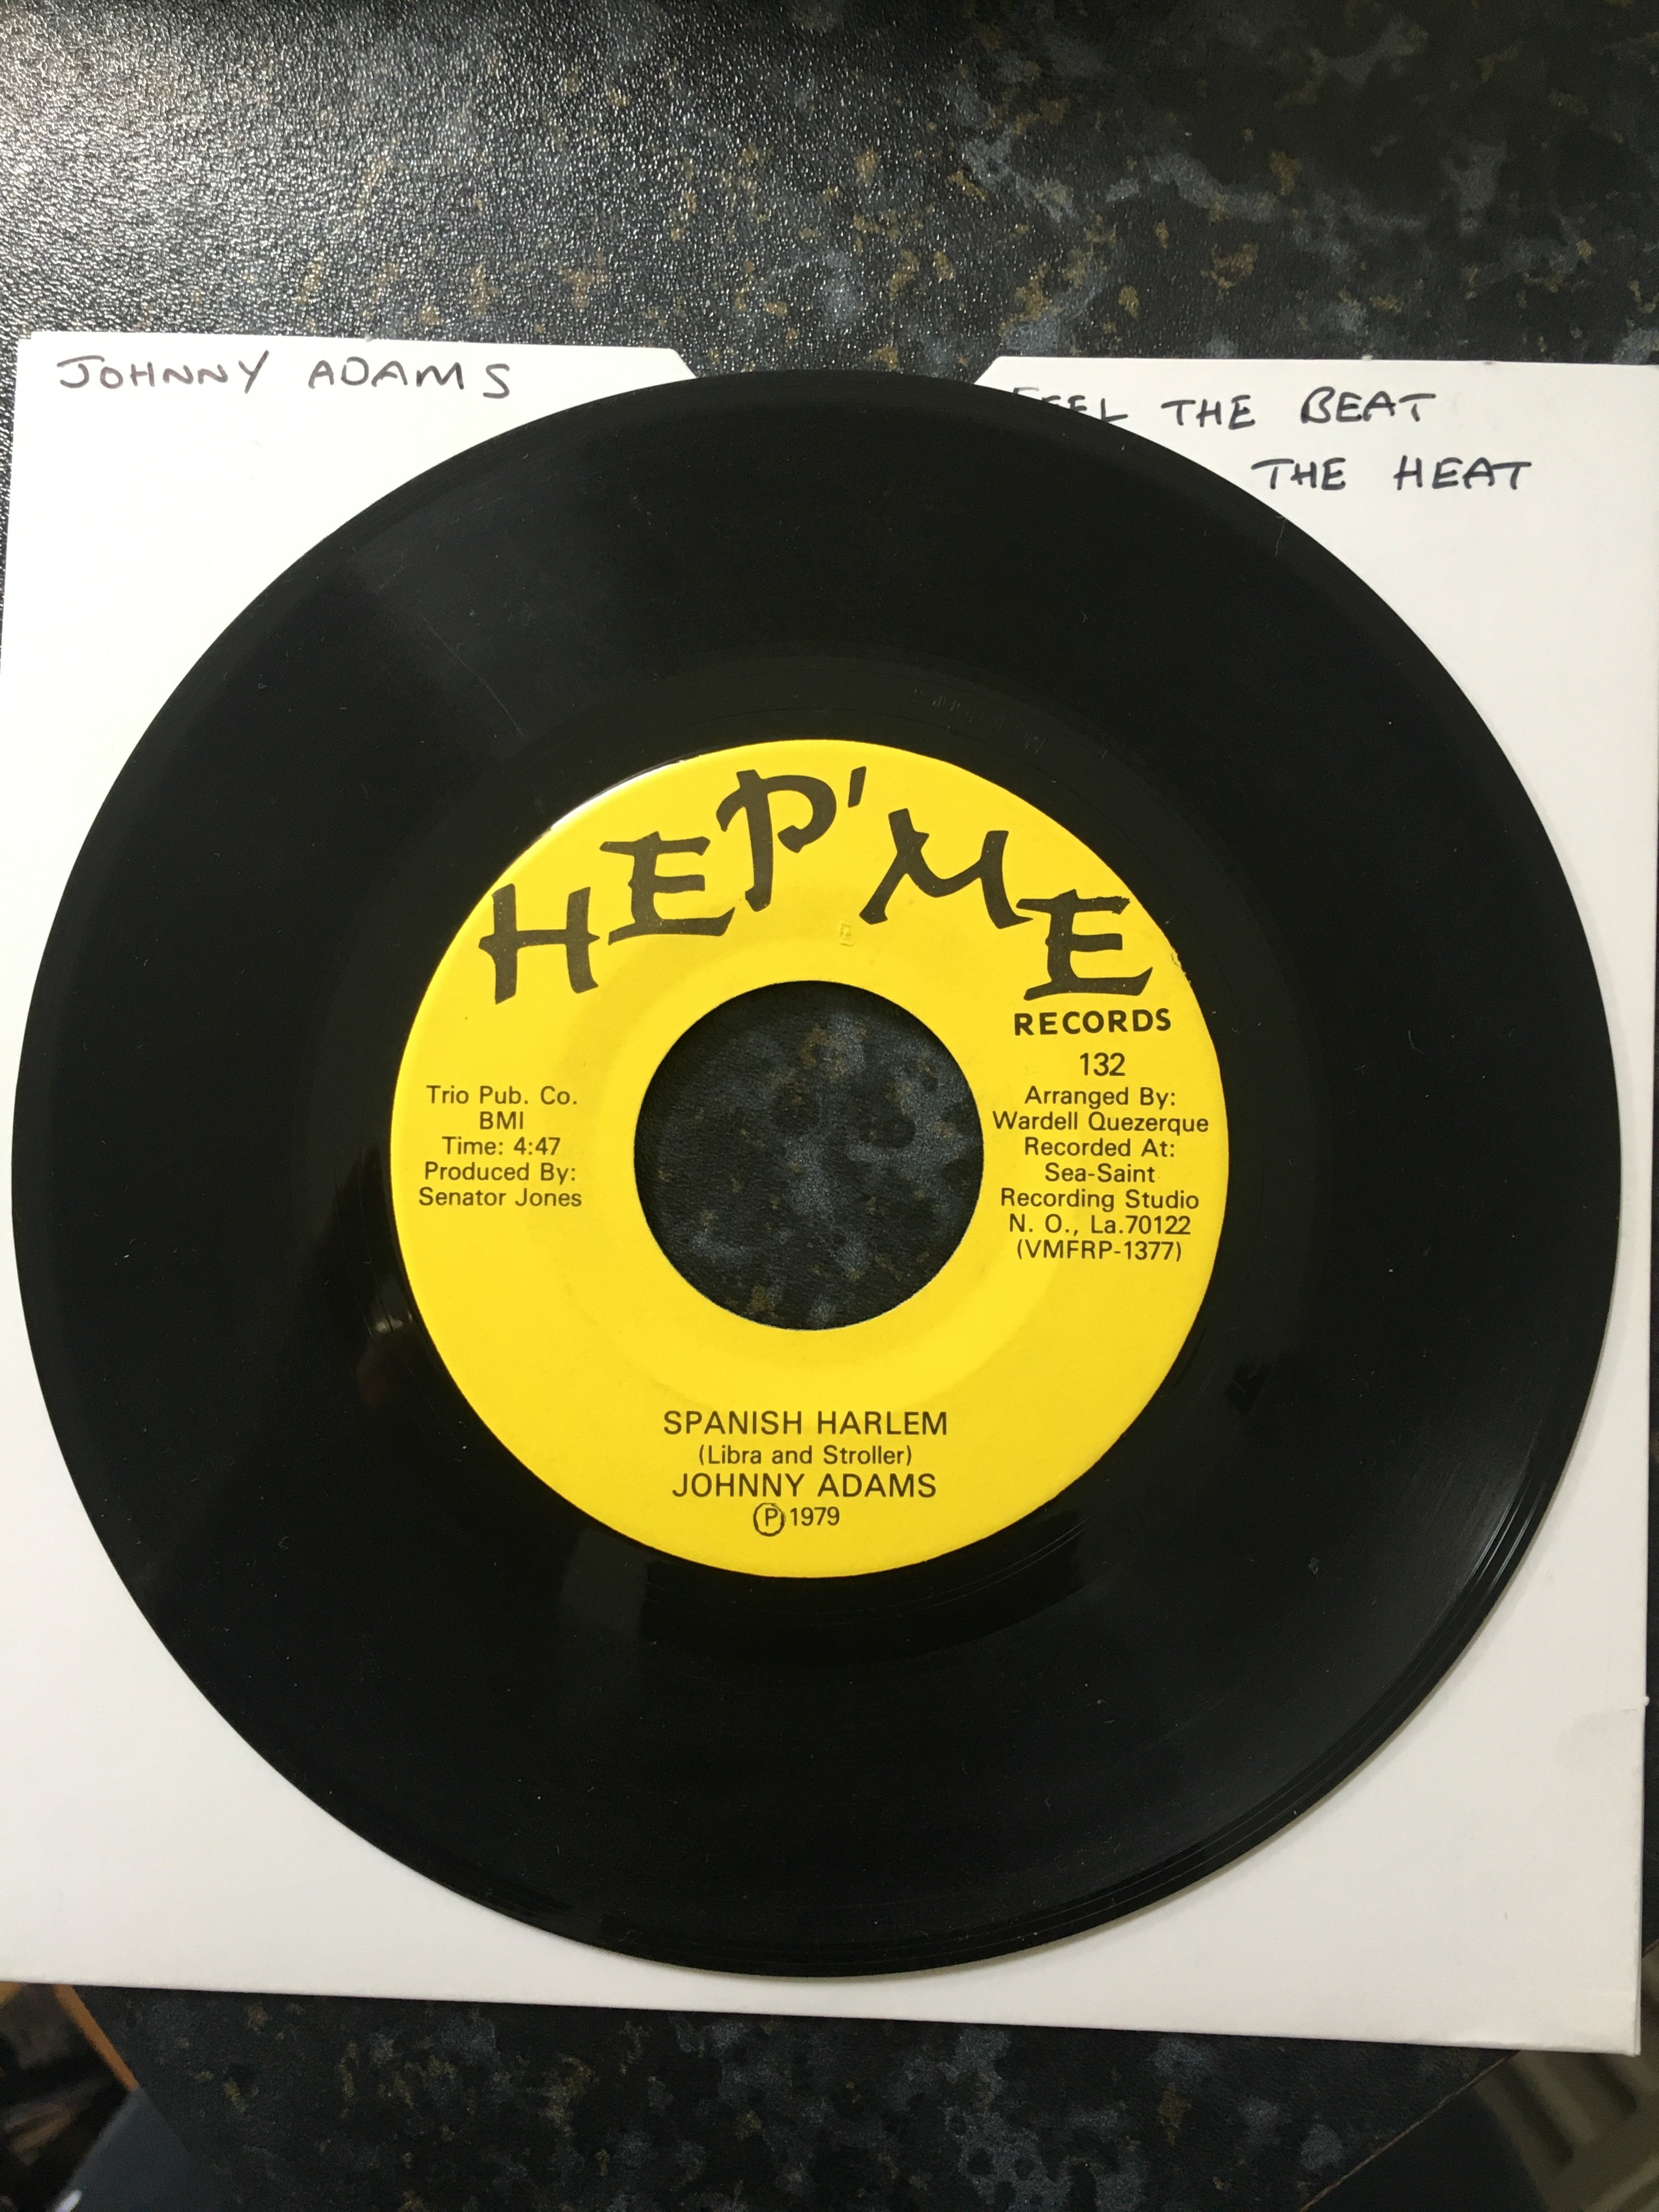 JOHNNY ADAMS
THE BEAT
THE HEAT
HEP' ME
RECORDS
132
Trio Pub. Co.
BMI
Time: 4:47
Produced By:
Senator Jones
Arranged By:
Wardell Quezerque
Recorded At:
Sea-Saint
Recording Studio
N. O., La.70122
(VMFRP-1377)
SPANISH HARLEM
(Libra and Stroller)
JOHNNY ADAMS
Ⓟ1979